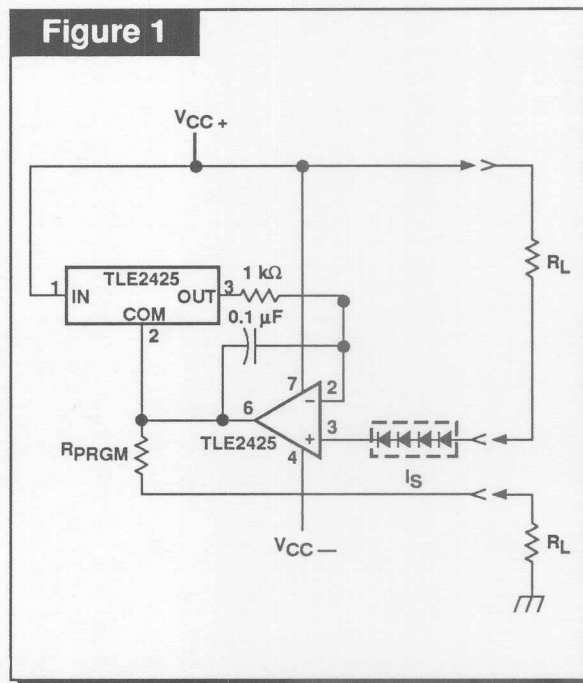 Figure 1
VCC +
RL
TLE2425
1 IN
OUT 3
1 kΩ
COM
2
0.1 µF
7
2
−
6
3
+
TLE2425
4
RPRGM
IS
VCC —
RL